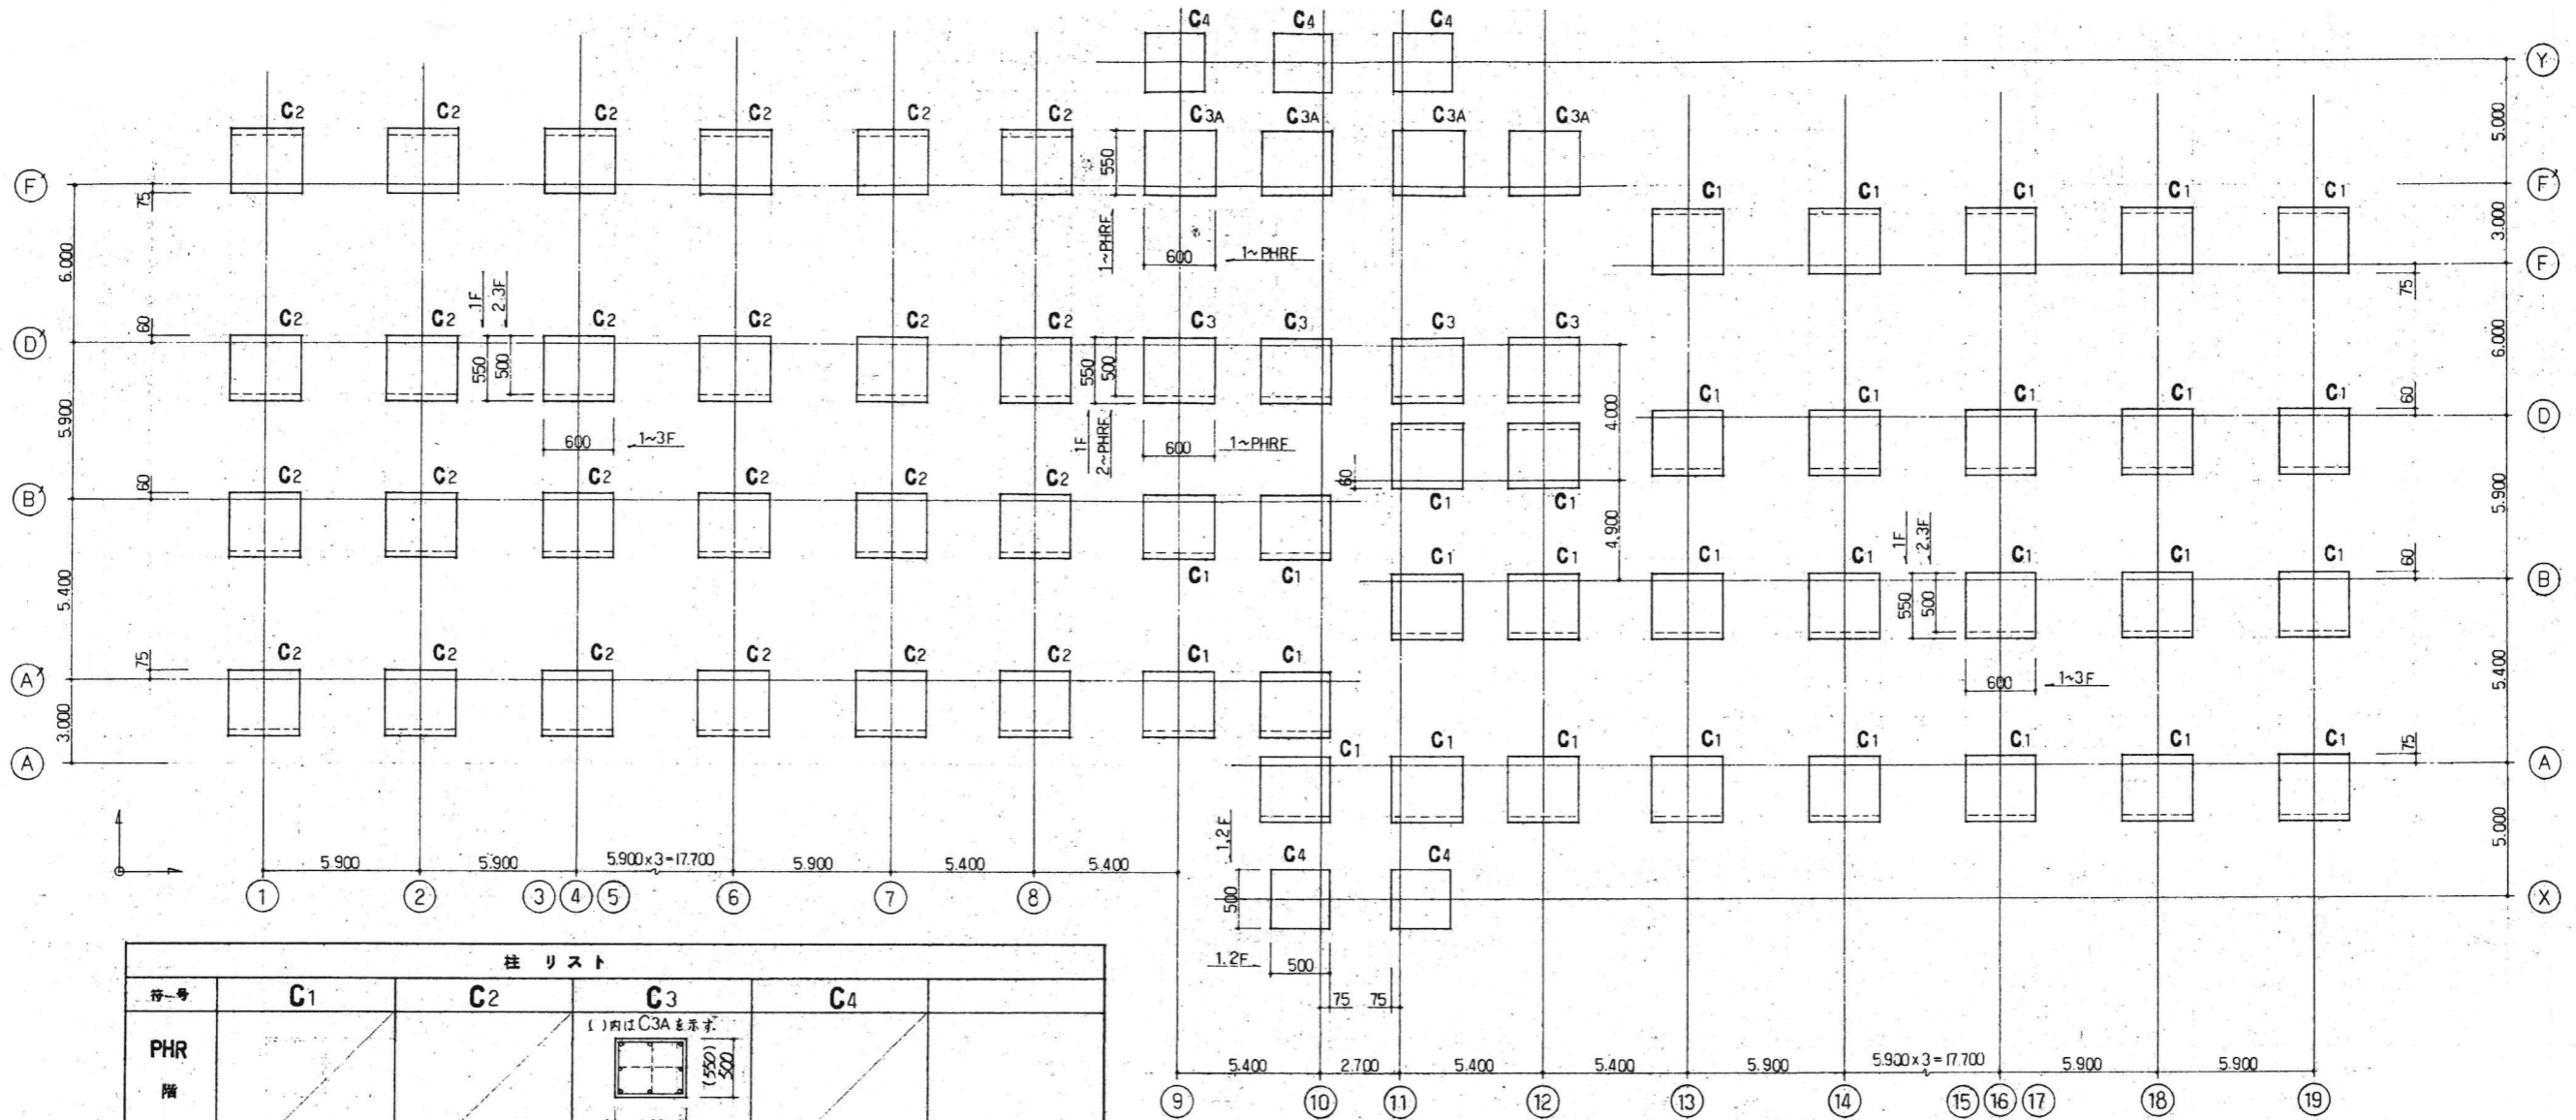 C4 C4 C4
Y
C2 C2 C2 C2 C2 C2 C3A C3A C3A C3A
5.000
550
F' F'
75
C1 C1 C1 C1 C1
3.000
1~PHRF
600 1~PHRF
F
75
6.000
1F 2.3F
60 C2 C2 C2 C2 C2 C2 C3 C3 C3 C3
6.000
D'
550 500 550 500
60 C1 C1 C1 C1 C1
4.000
D
600 1~3F
1F 2~PHRF
600 1~PHRF
5.900
60 C2 C2 C2 C2 C2 C2
60
5.900
B'
C1 C1
4.900
1F 2.3F
C1 C1
C1 C1 C1 C1 C1 C1 C1
60
B
550 500
5.400
75 C2 C2 C2 C2 C2 C2 C1 C1
600 1~3F
5.400
A'
3.000
C1 C1 C1 C1 C1 C1 C1 C1
75
A A
1.2F
5.000
C4 C4
5.900 5.900 5.900x3=17.700 5.900 5.400 5.400
1 2 3 4 5 6 7 8
500
X
1.2F 500
75 75
柱 リスト
符号 C1 C2 C3 C4
( )内はC3Aを示す
PHR
階
(550)
500
5.400 2.700 5.400 5.400 5.900 5.900x3=17.700 5.900 5.900
9 10 11 12 13 14 15 16 17 18 19